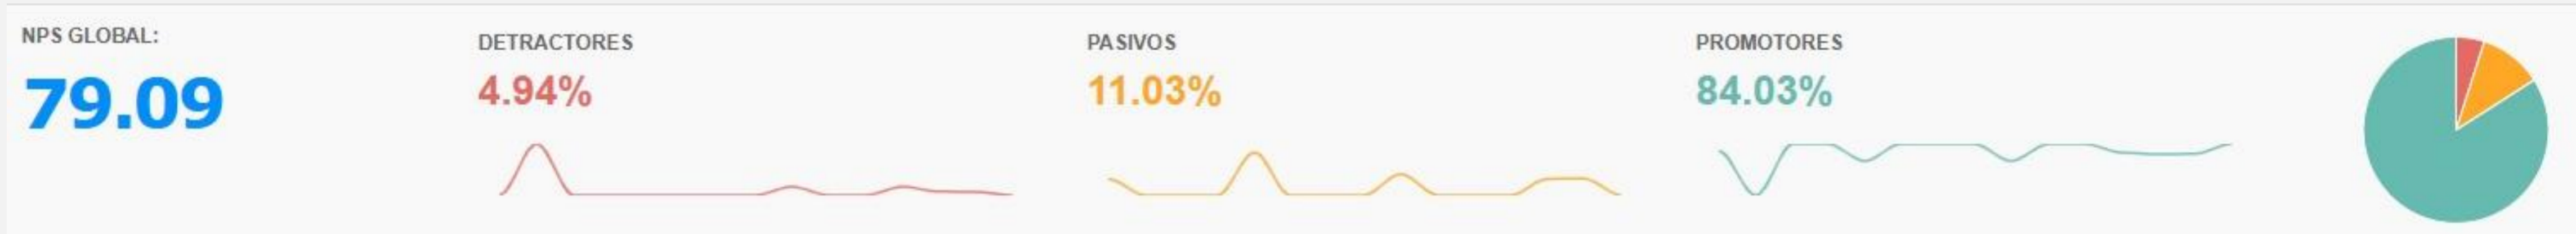 NPS GLOBAL:
79.09
DETRACTORES
4.94%
PASIVOS
11.03%
PROMOTORES
84.03%